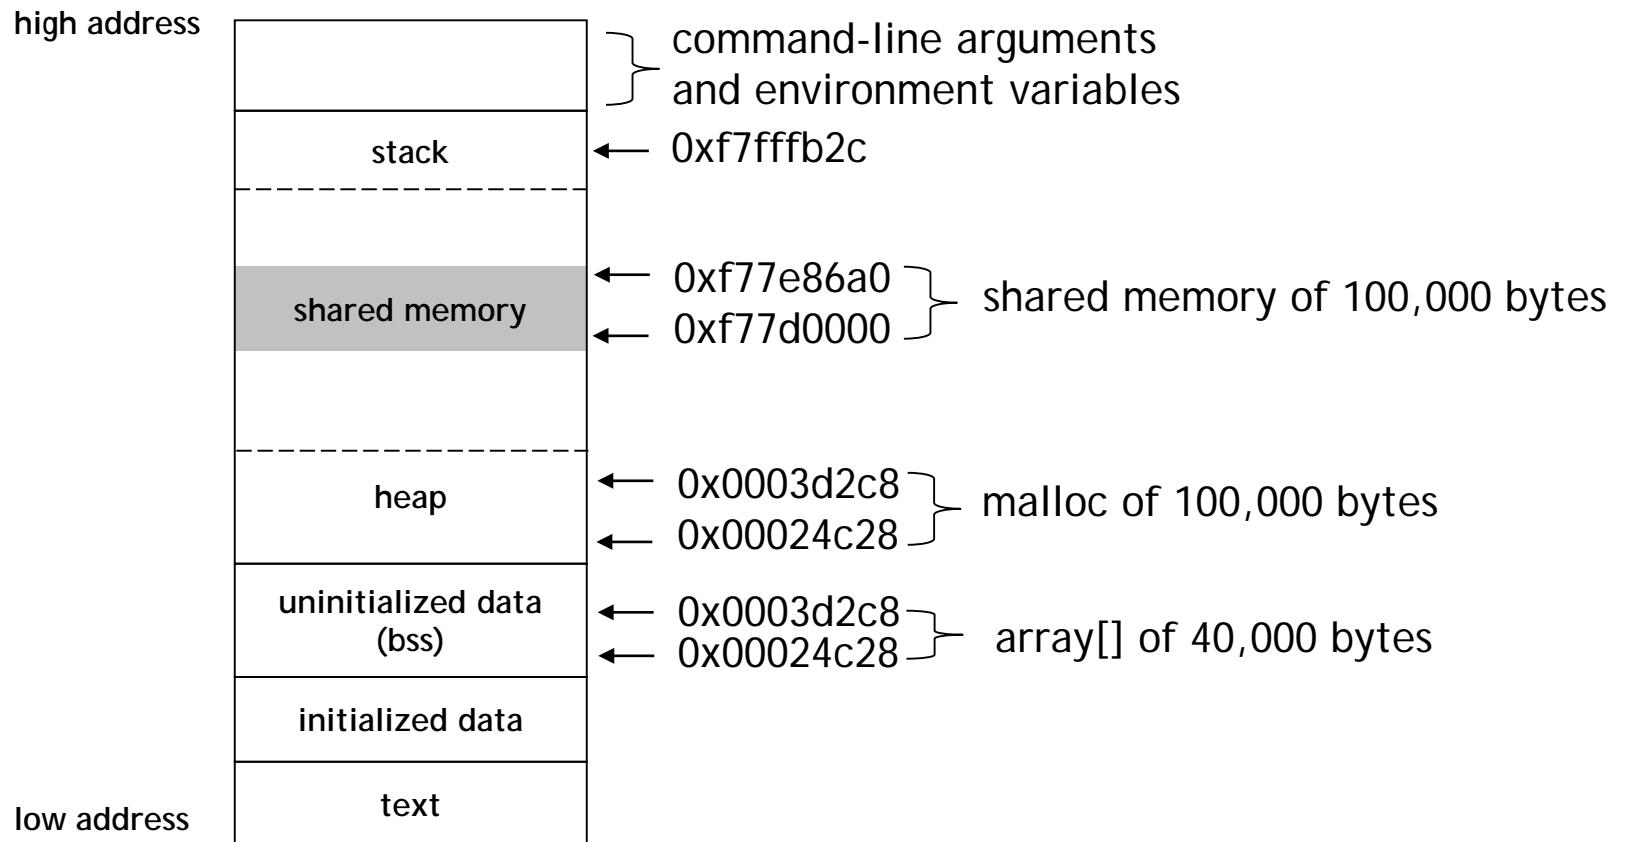 high address
command-line arguments
and environment variables
stack
0xf7fffb2c
0xf77e86a0
shared memory
shared memory of 100,000 bytes
0xf77d0000
heap
0x0003d2c8
malloc of 100,000 bytes
0x00024c28
uninitialized data
(bss)
0x0003d2c8
0x00024c28
array[] of 40,000 bytes
initialized data
text
low address